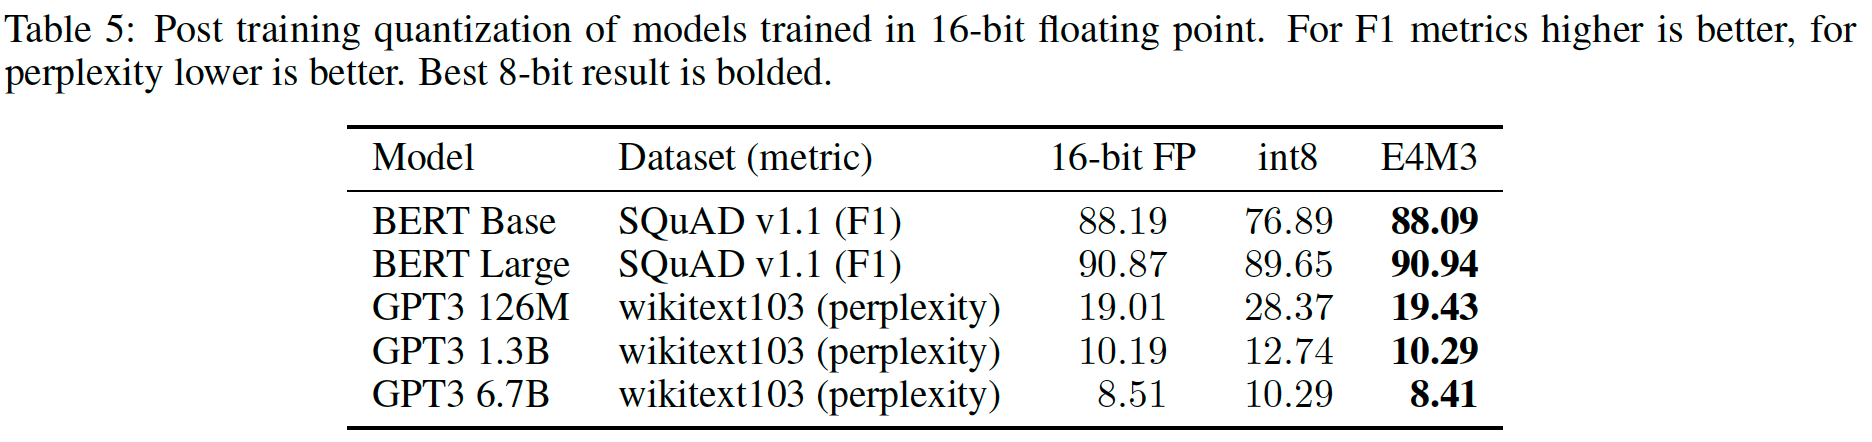 Table 5: Post training quantization of models trained in 16-bit floating point. For F1 metrics higher is better, for
perplexity lower is better. Best 8-bit result is bolded.
Model Dataset (metric) 16-bit FP int8 E4M3
BERT Base SQuAD v1.1 (F1) 88.19 76.89 88.09
BERT Large SQuAD v1.1 (F1) 90.87 89.65 90.94
GPT3 126M wikitext103 (perplexity) 19.01 28.37 19.43
GPT3 1.3B wikitext103 (perplexity) 10.19 12.74 10.29
GPT3 6.7B wikitext103 (perplexity) 8.51 10.29 8.41